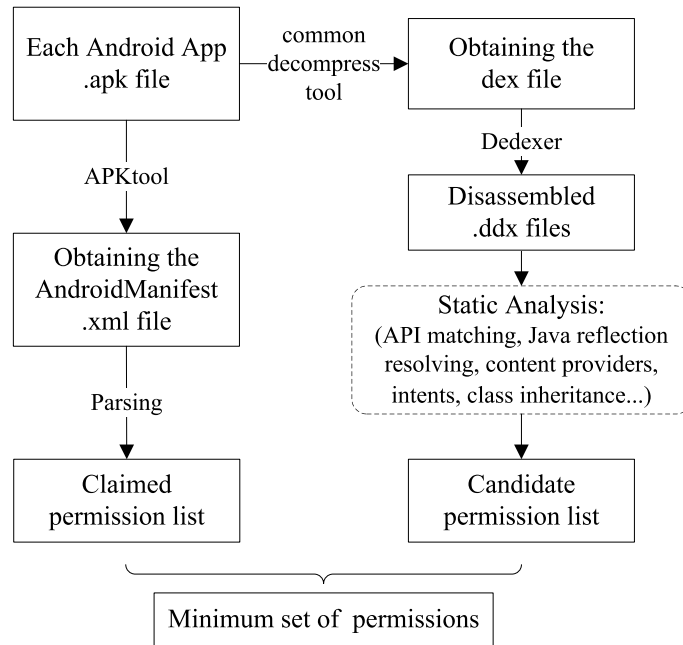 Each Android App
.apk file
common
decompress
tool
Obtaining the
dex file
APKtool
Dedexer
Disassembled
.ddx files
Obtaining the
AndroidManifest
.xml file
Static Analysis:
(API matching, Java reflection
resolving, content providers,
intents, class inheritance...)
Parsing
Claimed
permission list
Candidate
permission list
Minimum set of permissions